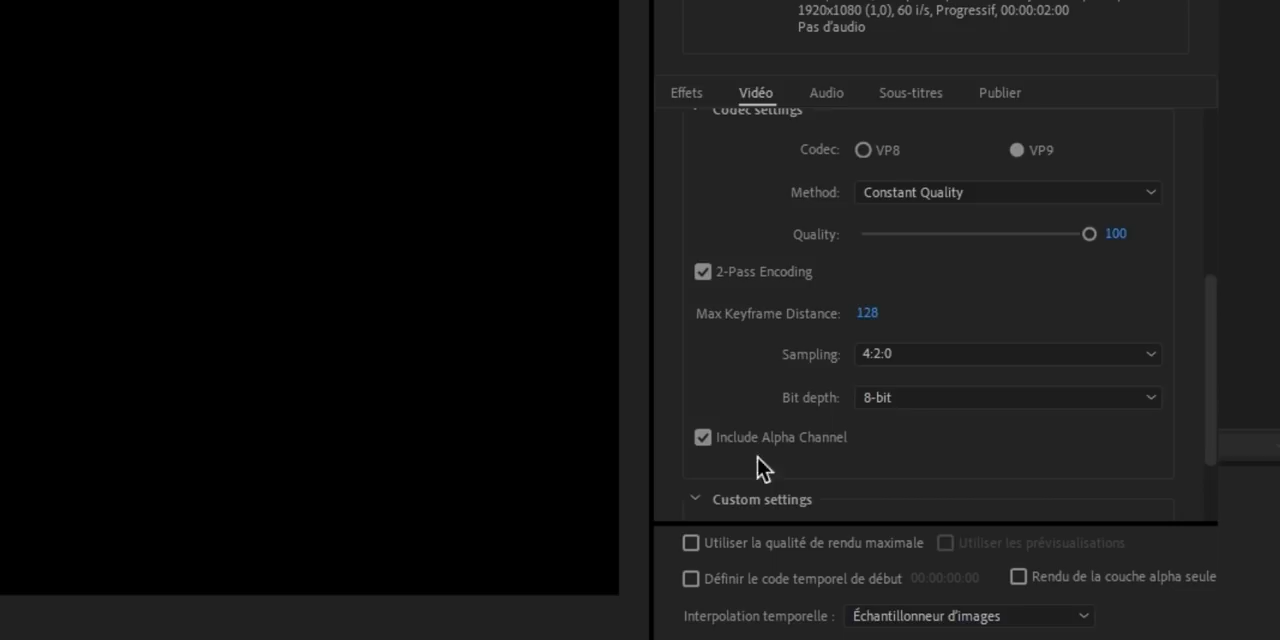 1920x1080 (1,0), 60 i/s, Progressif, 00:00:02:00
Pas d'audio
Effets Vidéo Audio Sous-titres Publier
Codec settings
Codec: VP8 VP9
Method: Constant Quality
Quality: 100
2-Pass Encoding
Max Keyframe Distance: 128
Sampling: 4:2:0
Bit depth: 8-bit
Include Alpha Channel
Custom settings
Utiliser la qualité de rendu maximale Utiliser les prévisualisations
Définir le code temporel de début 00:00:00:00 Rendu de la couche alpha seule
Interpolation temporelle : Échantillonneur d'images